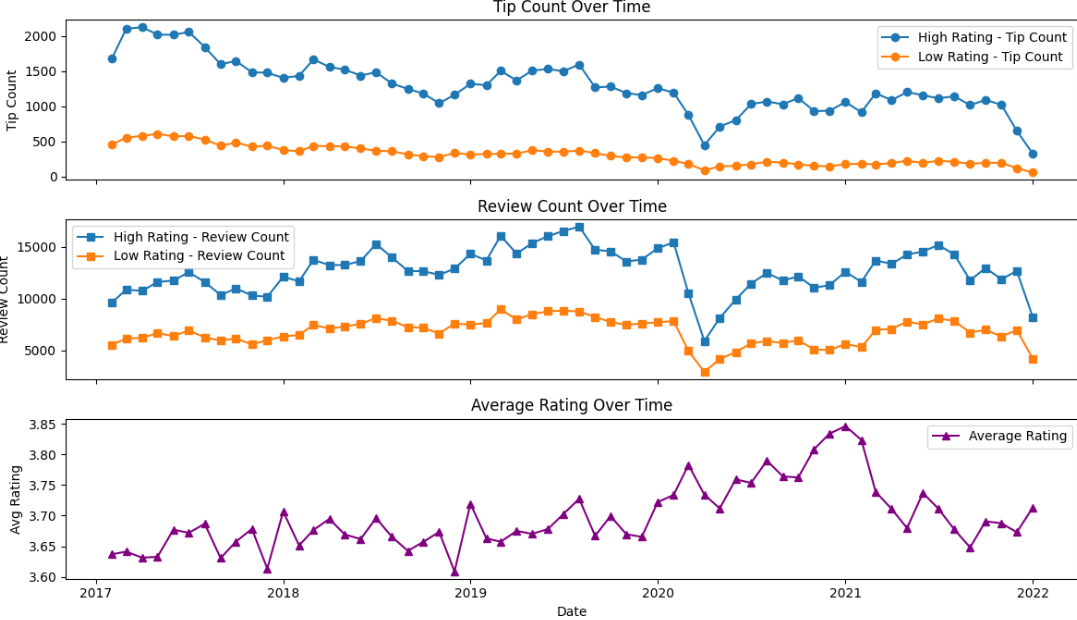 Tip Count Over Time
2000
1500
1000
500
0
Tip Count
High Rating - Tip Count
Low Rating - Tip Count
Review Count Over Time
15000
10000
5000
Review Count
High Rating - Review Count
Low Rating - Review Count
Average Rating Over Time
3.85
3.80
3.75
3.70
3.65
3.60
Avg Rating
Average Rating
2017 2018 2019 2020 2021 2022
Date